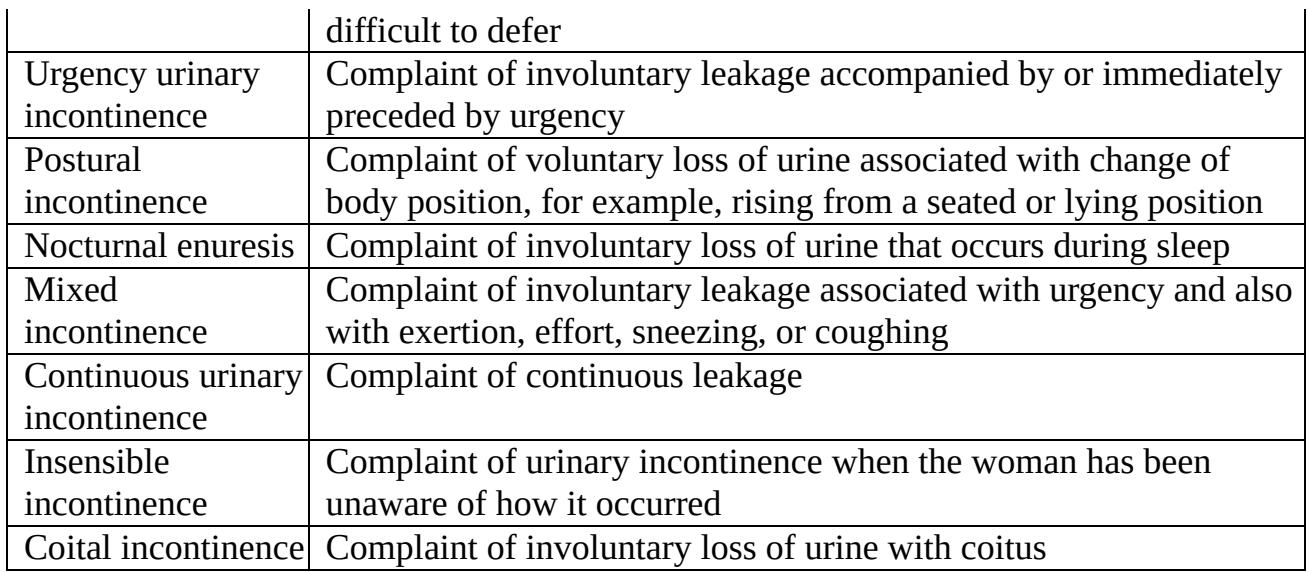 difficult to defer
Urgency urinary
incontinence
Complaint of involuntary leakage accompanied by or immediately
preceded by urgency
Postural
incontinence
Complaint of voluntary loss of urine associated with change of
body position, for example, rising from a seated or lying position
Nocturnal enuresis
Complaint of involuntary loss of urine that occurs during sleep
Mixed
incontinence
Complaint of involuntary leakage associated with urgency and also
with exertion, effort, sneezing, or coughing
Continuous urinary
incontinence
Complaint of continuous leakage
Insensible
incontinence
Complaint of urinary incontinence when the woman has been
unaware of how it occurred
Coital incontinence
Complaint of involuntary loss of urine with coitus